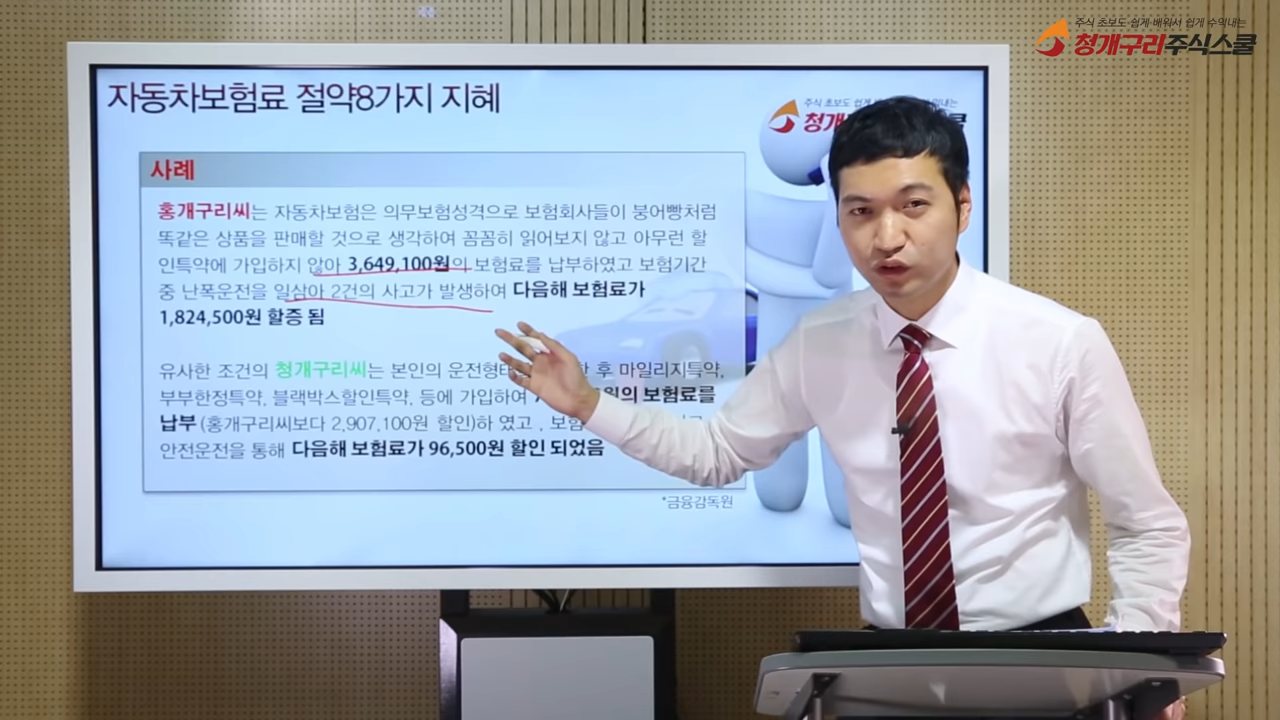 주식 초보도 쉽게 배워서 쉽게 수익내는
청개구리주식스쿨
자동차보험료 절약8가지 지혜
주식 초보도 쉽게
내는
청개
쿨
사례
홍개구리씨는 자동차보험은 의무보험성격으로 보험회사들이 붕어빵처럼
똑같은 상품을 판매할 것으로 생각하여 꼼꼼히 읽어보지 않고 아무런 할
인특약에 가입하지 않아 3,649,100원의 보험료를 납부하였고 보험기간
중 난폭운전을 일삼아 2건의 사고가 발생하여 다음해 보험료가
1,824,500원 할증 됨
유사한 조건의 청개구리씨는 본인의 운전형태 후 마일리지특약,
부부한정특약, 블랙박스할인특약, 등에 가입하여 원의 보험료를
납부 (홍개구리씨보다 2,907,100원 할인)하 였고 , 보험
안전운전을 통해 다음해 보험료가 96,500원 할인 되었음
*금융감독원